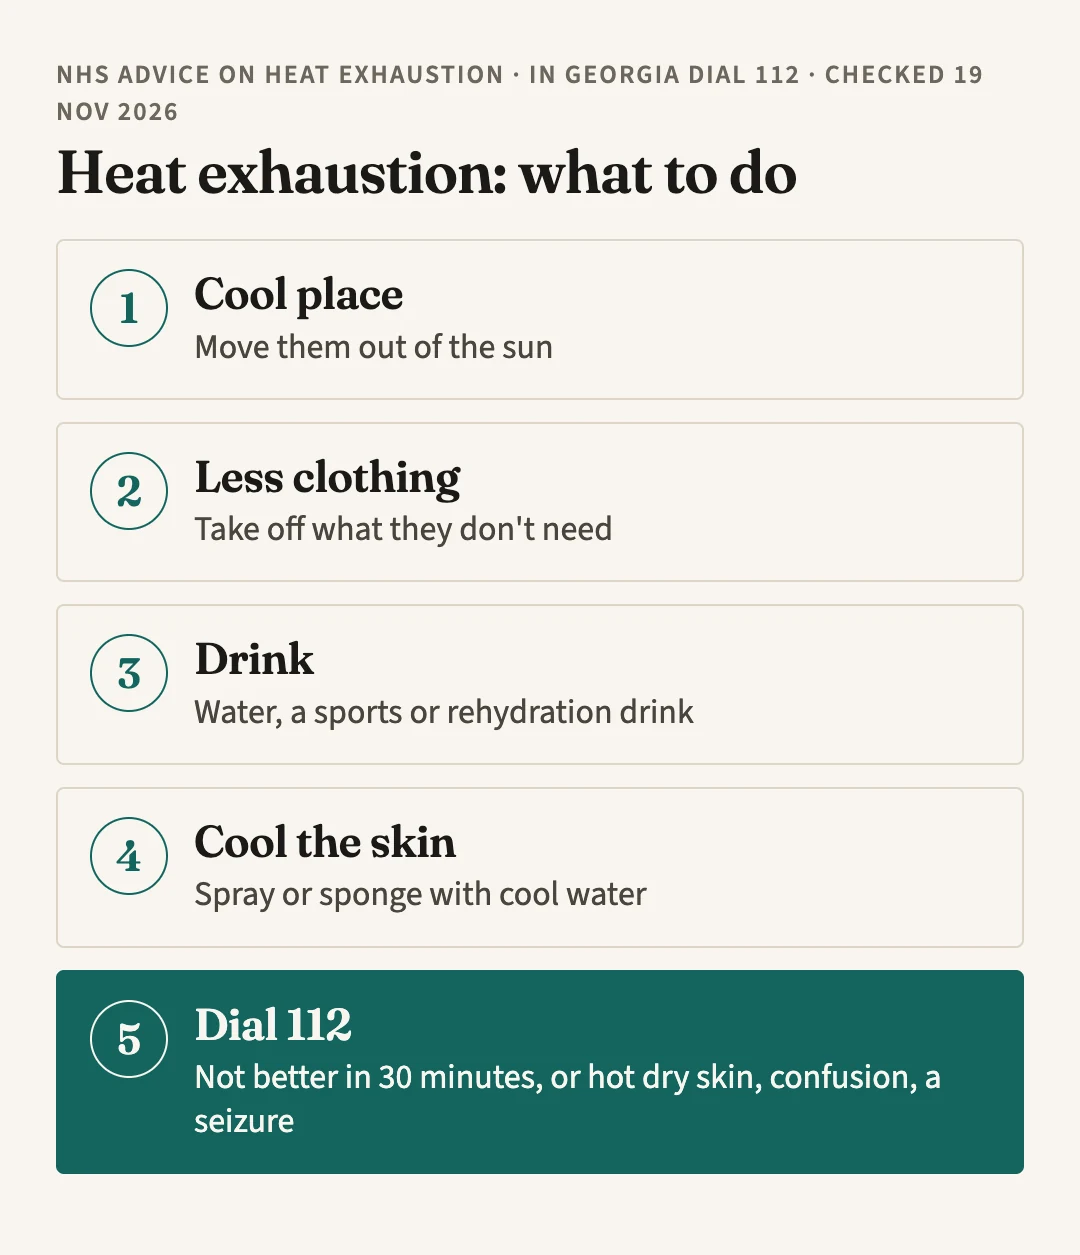 NHS ADVICE ON HEAT EXHAUSTION · IN GEORGIA DIAL 112 · CHECKED 19
NOV 2026
Heat exhaustion: what to do
1
Cool place
Move them out of the sun
2
Less clothing
Take off what they don't need
3
Drink
Water, a sports or rehydration drink
4
Cool the skin
Spray or sponge with cool water
5
Dial 112
Not better in 30 minutes, or hot dry skin, confusion, a
seizure